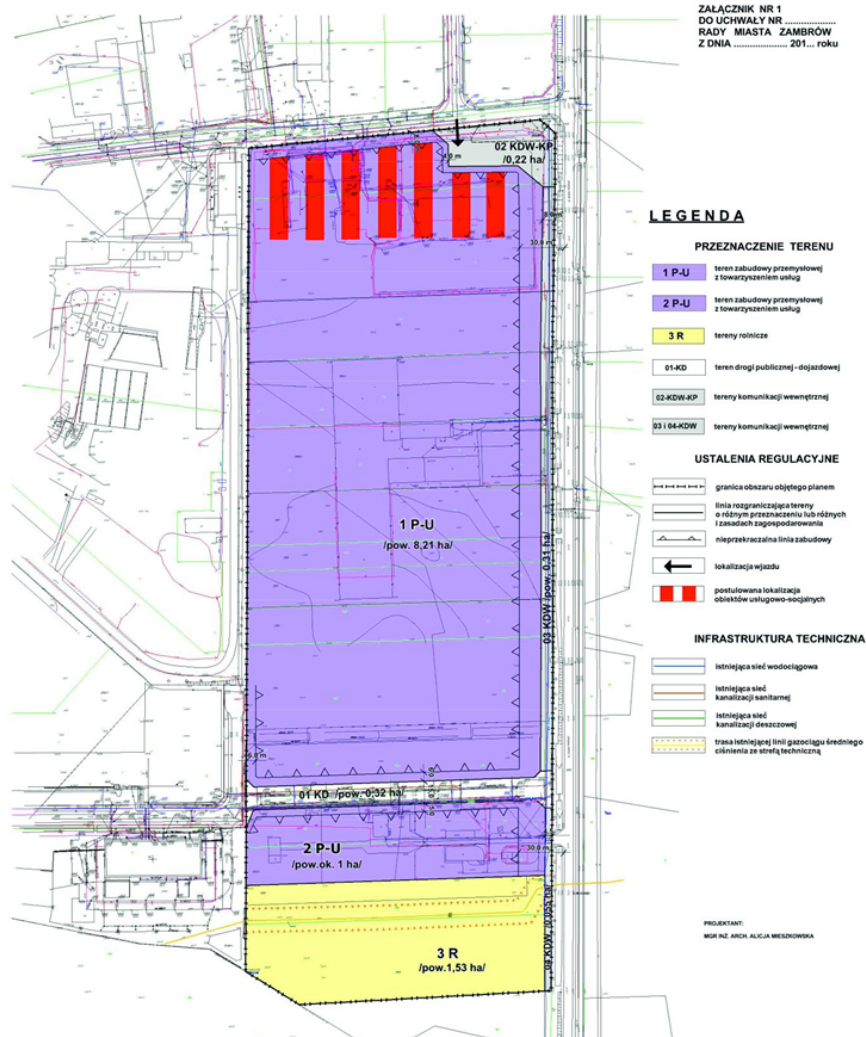 ZAŁĄCZNIK NR 1
DO UCHWAŁY NR ..................
RADY MIASTA ZAMBRÓW
Z DNIA .................. 201... roku
02 KDW-KP
/0,22 ha/
4,0 m
30,0 m
1 P-U
/pow. 8,21 ha/
03 KDW /pow. 0,31 ha/
6,0 m
01 KD /pow. 0,32 ha/
2 P-U
/pow.ok. 1 ha/
30,0 m
3 R
/pow.1,53 ha/
LEGENDA
PRZEZNACZENIE TERENU
1 P-U teren zabudowy przemysłowej
z towarzyszeniem usług
2 P-U teren zabudowy przemysłowej
z towarzyszeniem usług
3 R tereny rolnicze
01-KD teren drogi publicznej - dojazdowej
02-KDW-KP tereny komunikacji wewnętrznej
03 i 04-KDW tereny komunikacji wewnętrznej
USTALENIA REGULACYJNE
granica obszaru objętego planem
linia rozgraniczająca tereny
o różnym przeznaczeniu lub różnych
i zasadach zagospodarowania
nieprzekraczalna linia zabudowy
lokalizacja wjazdu
postulowana lokalizacja
obiektów usługowo-socjalnych
INFRASTRUKTURA TECHNICZNA
istniejąca sieć wodociągowa
istniejąca sieć
kanalizacji sanitarnej
istniejąca sieć
kanalizacji deszczowej
trasa istniejącej linii gazociągu średniego
ciśnienia ze strefą techniczną
PROJEKTANT:
MGR INŻ. ARCH. ALICJA MIESZKOWSKA